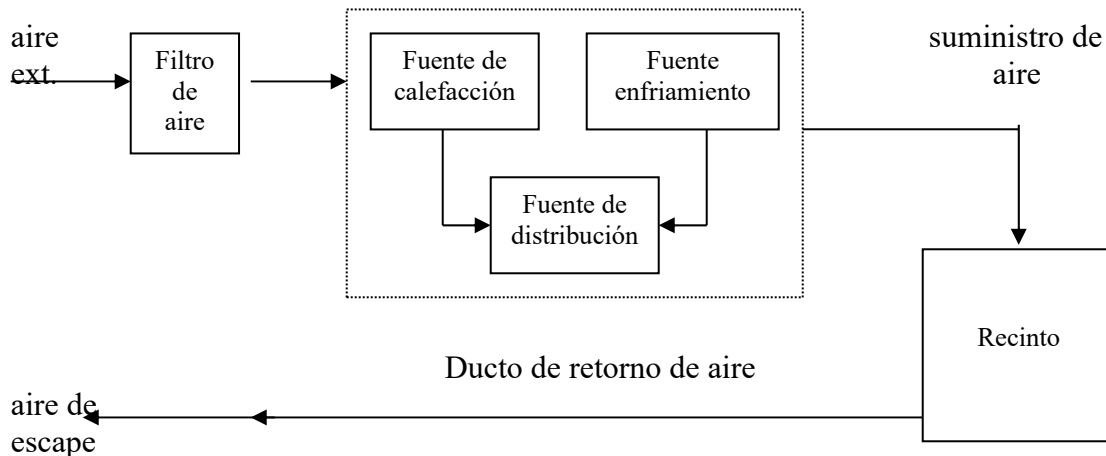 aire
ext.
Filtro
de
aire
Fuente de
calefacción
Fuente
enfriamiento
Fuente de
distribución
suministro de
aire
Recinto
Ducto de retorno de aire
aire de
escape